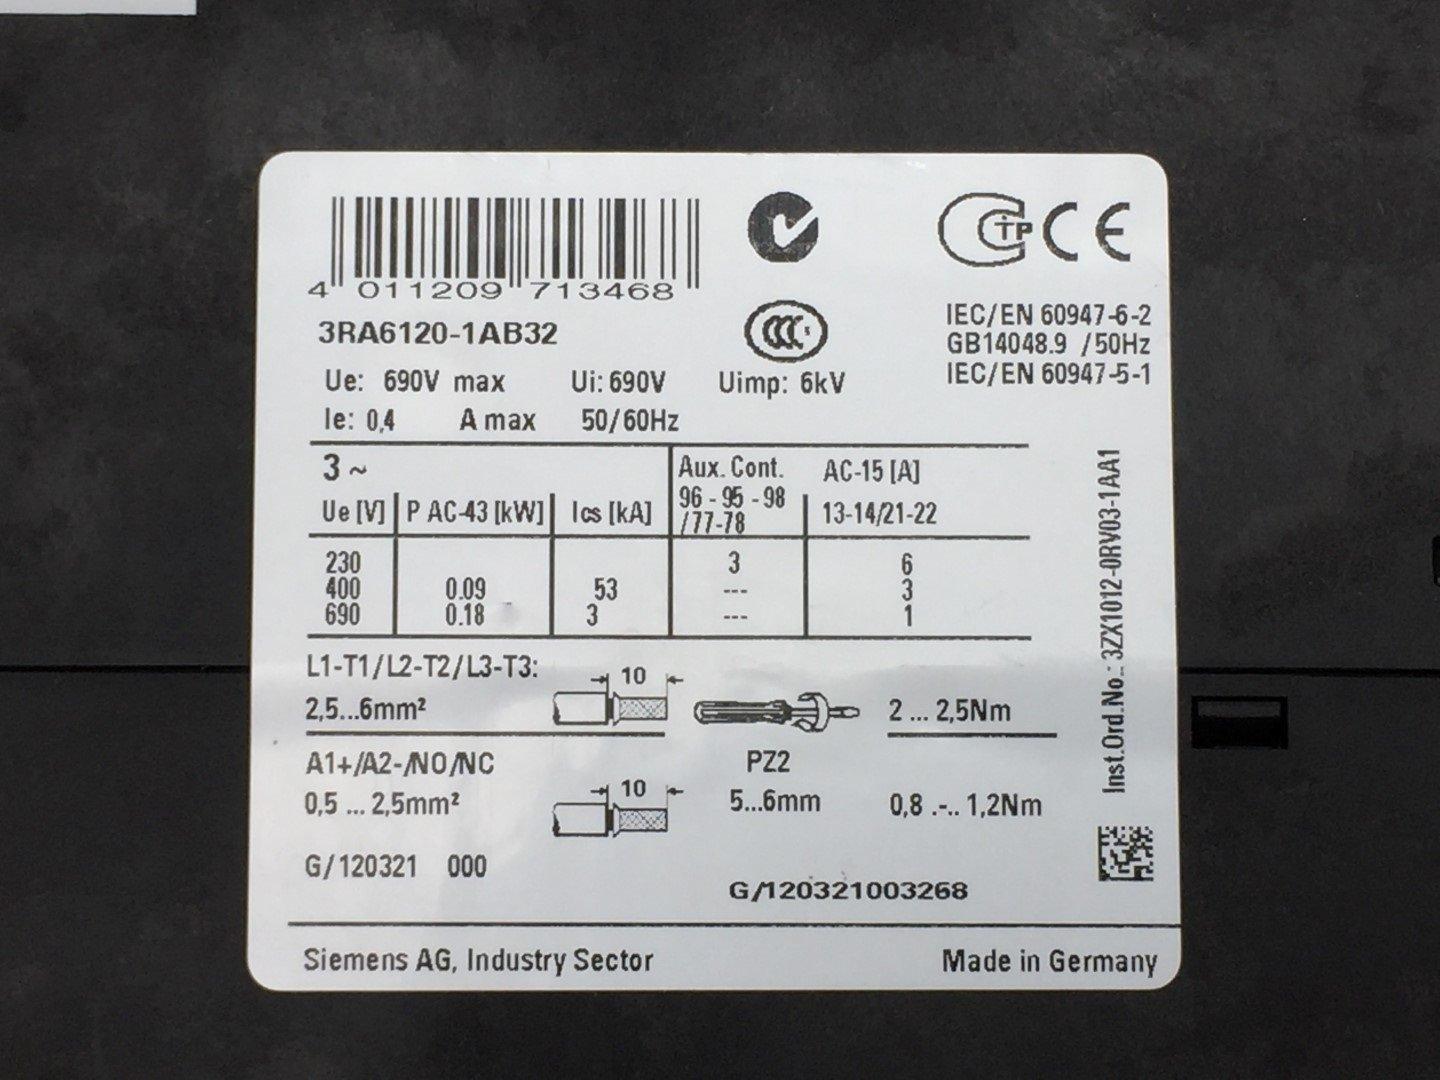 4 011209 713468
3RA6120-1AB32
CTP CE
CCC S
IEC/EN 60947-6-2
GB14048.9 /50Hz
IEC/EN 60947-5-1
Ue: 690V max Ui: 690V Uimp: 6kV
Ie: 0,4 A max 50/60Hz
3 ~ Aux. Cont. AC-15 [A]
Ue [V] P AC-43 [kW] Ics [kA] 96 - 95 - 98 /77-78 13-14/21-22
230 3 6
400 0.09 53 --- 3
690 0.18 3 --- 1
L1-T1/L2-T2/L3-T3: 10
2,5...6mm² 2 ... 2,5Nm
A1+/A2-/NO/NC PZ2
10
0,5 ... 2,5mm² 5...6mm 0,8 .-.. 1,2Nm
G/120321 000
G/120321003268
Inst.Ord.No.: 3ZX1012-0RV03-1AA1
Siemens AG, Industry Sector Made in Germany